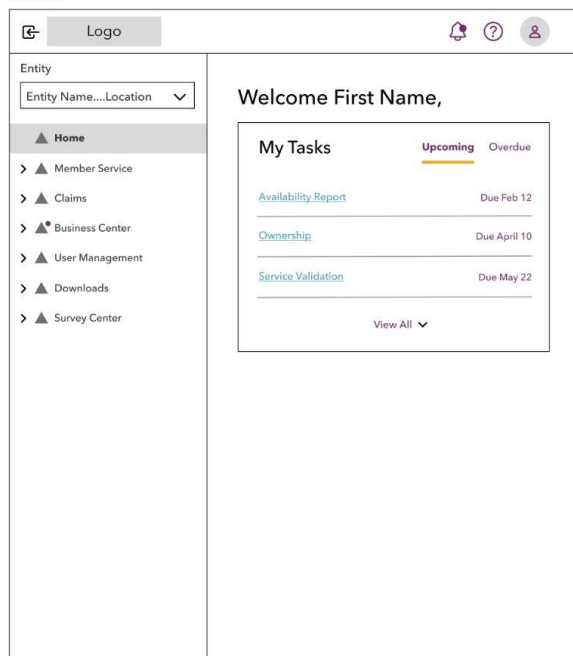 Logo
Entity
Entity Name....Location
Home
Member Service
Claims
Business Center
User Management
Downloads
Survey Center
Welcome First Name,
My Tasks
Upcoming Overdue
Availability Report Due Feb 12
Ownership Due April 10
Service Validation Due May 22
View All